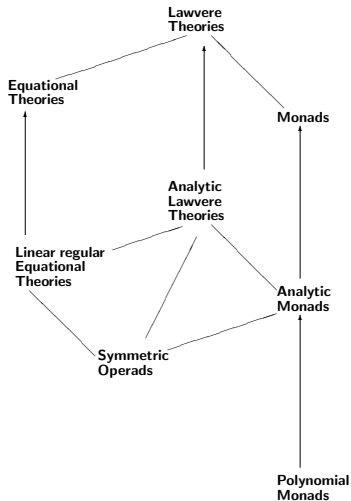 Lawvere
Theories
Equational
Theories
Monads
Analytic
Lawvere
Theories
Linear regular
Equational
Theories
Analytic
Monads
Symmetric
Operads
Polynomial
Monads